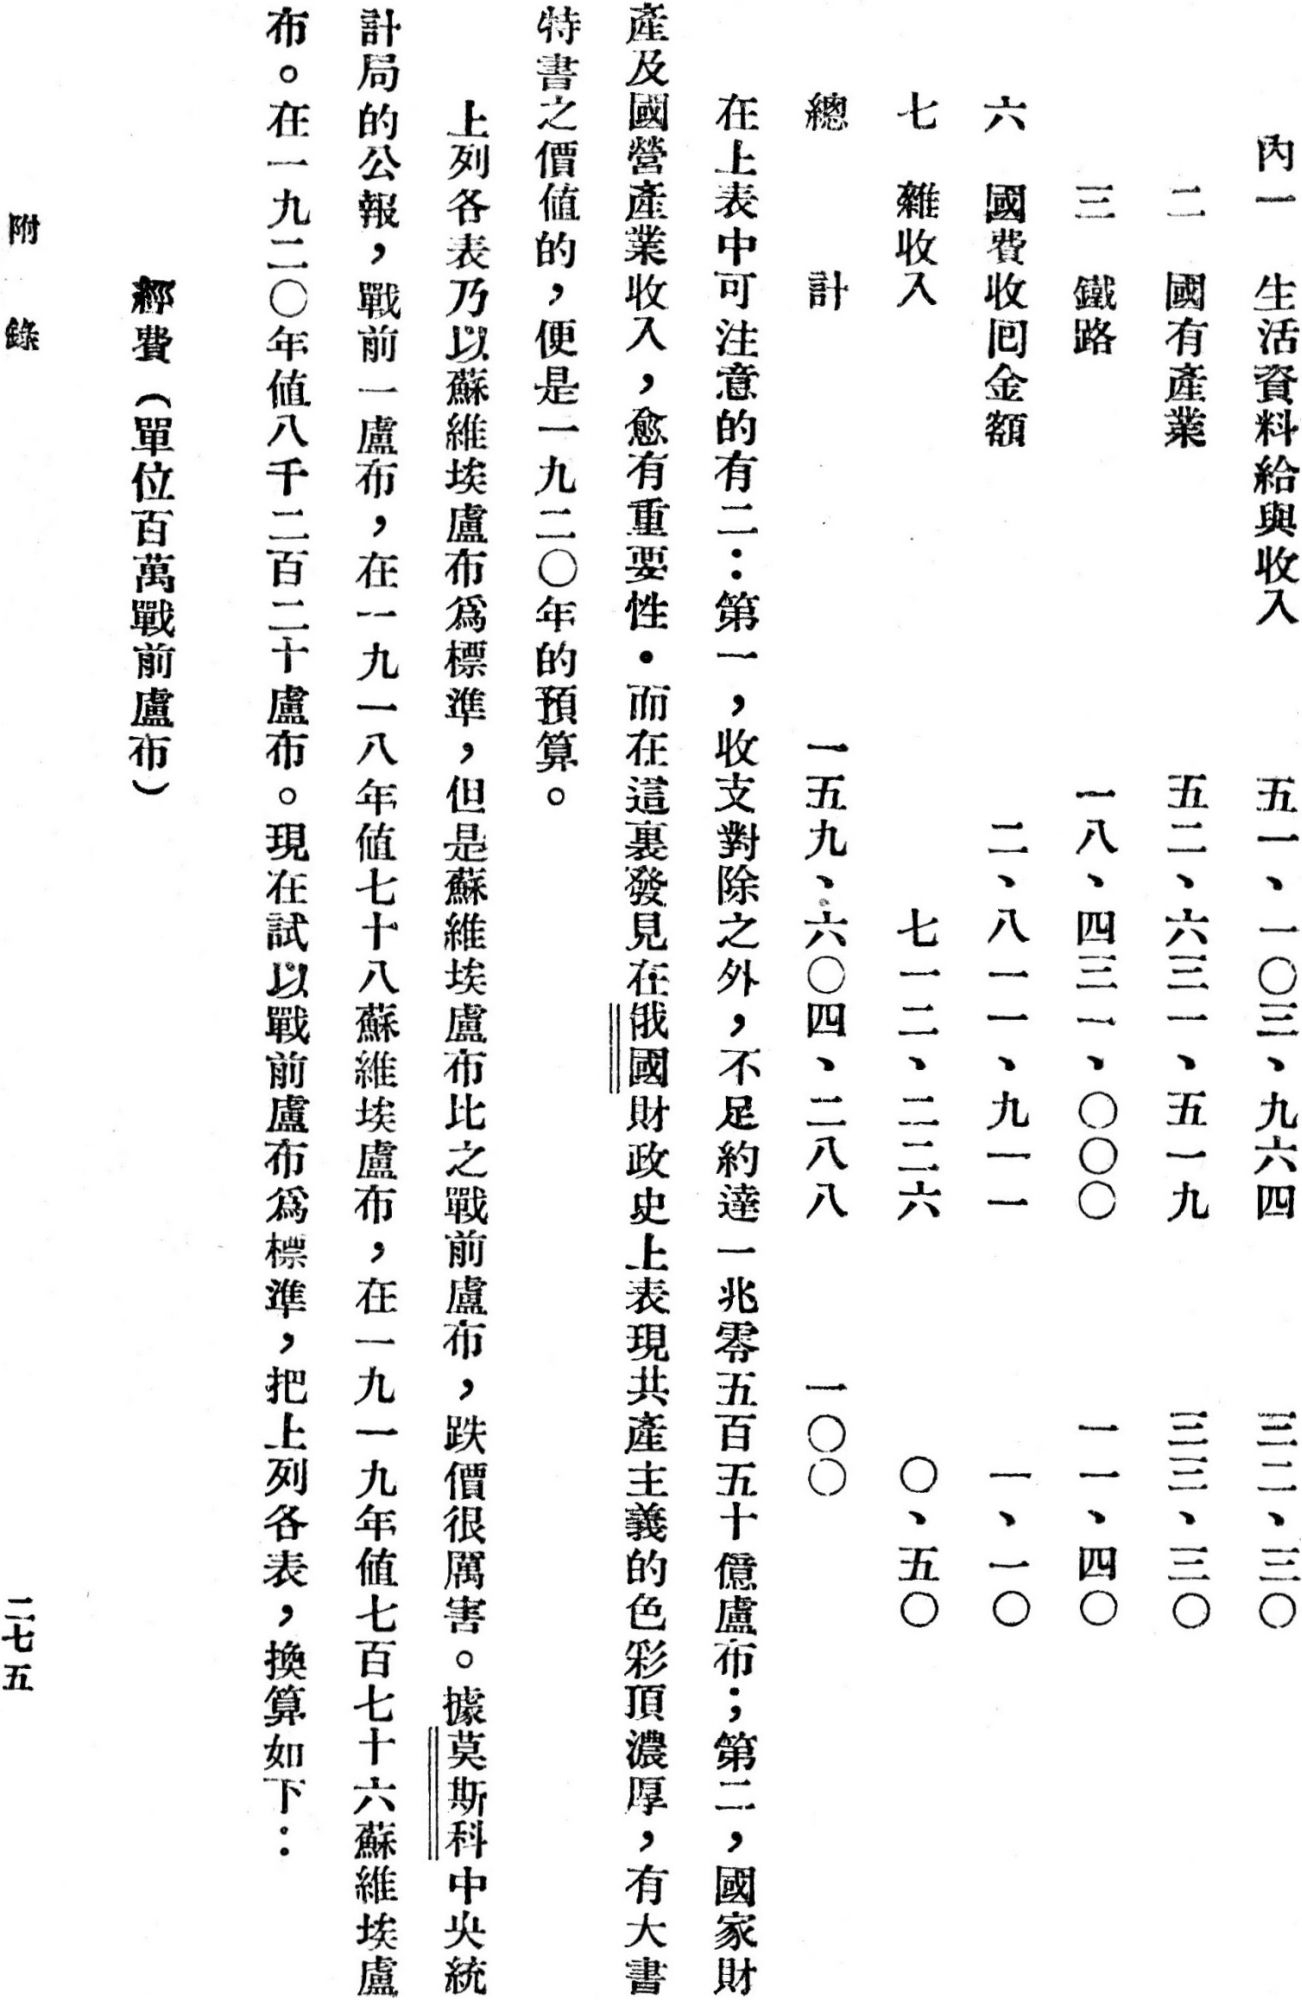 內一　生活資料給與收入　五一、一〇三、九六四　三二、三〇
二　國有產業　五二、六三一、五一九　三三、三〇
三　鐵路　一八、四三一、〇〇〇　一一、四〇
六　國費收回金額　二、八一一、九一一　一、一〇
七　雜收入　七一二、二二六　〇、五〇
總　計　一五九、六〇四、二八八　一〇〇
在上表中可注意的有二：第一，收支對除之外，不足約達一兆零五百五十億盧布；第二，國家財
產及國營產業收入，愈有重要性．而在這裏發見在俄國財政史上表現共產主義的色彩頂濃厚，有大書
特書之價値的，便是一九二〇年的預算。
上列各表乃以蘇維埃盧布爲標準，但是蘇維埃盧布比之戰前盧布，跌價很厲害。據莫斯科中央統
計局的公報，戰前一盧布，在一九一八年値七十八蘇維埃盧布，在一九一九年値七百七十六蘇維埃盧
布。在一九二〇年値八千二百二十盧布。現在試以戰前盧布爲標準，把上列各表，換算如下：
經費（單位百萬戰前盧布）
附　錄　二七五